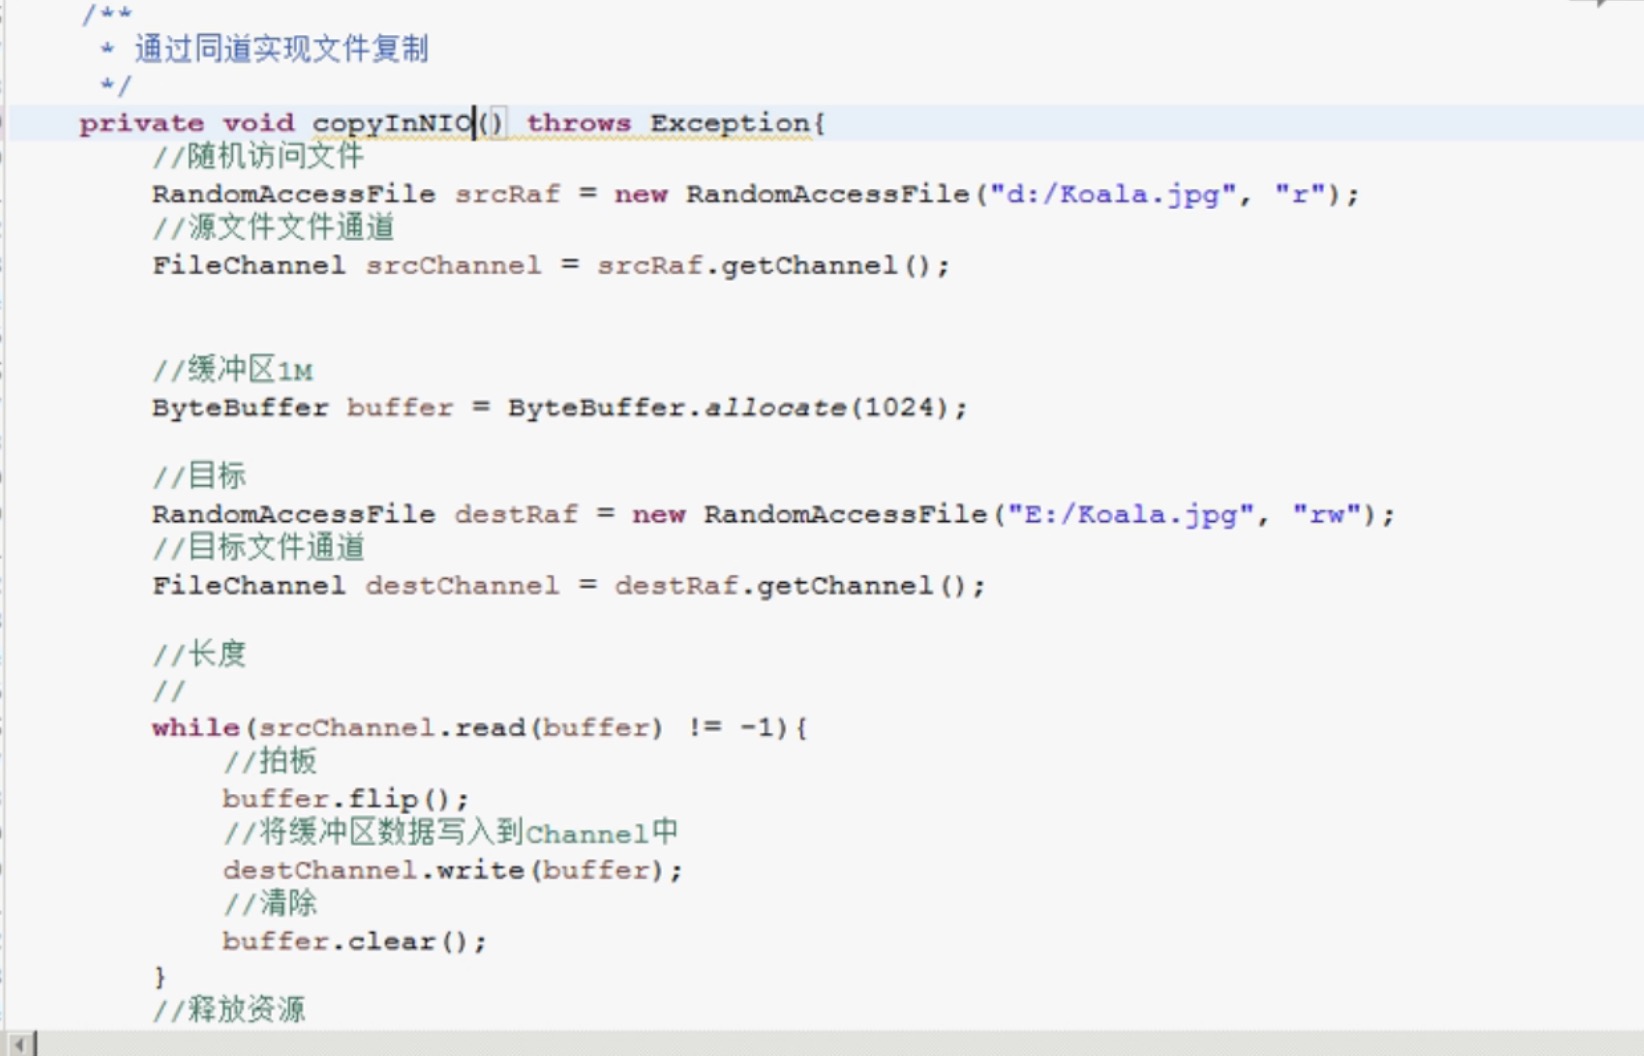 /**
 * 通过同道实现文件复制
 */
private void copyInNIO() throws Exception{
//随机访问文件
RandomAccessFile srcRaf = new RandomAccessFile("d:/Koala.jpg", "r");
//源文件文件通道
FileChannel srcChannel = srcRaf.getChannel();
//缓冲区1M
ByteBuffer buffer = ByteBuffer.allocate(1024);
//目标
RandomAccessFile destRaf = new RandomAccessFile("E:/Koala.jpg", "rw");
//目标文件通道
FileChannel destChannel = destRaf.getChannel();
//长度
//
while(srcChannel.read(buffer) != -1){
//拍板
buffer.flip();
//将缓冲区数据写入到Channel中
destChannel.write(buffer);
//清除
buffer.clear();
}
//释放资源